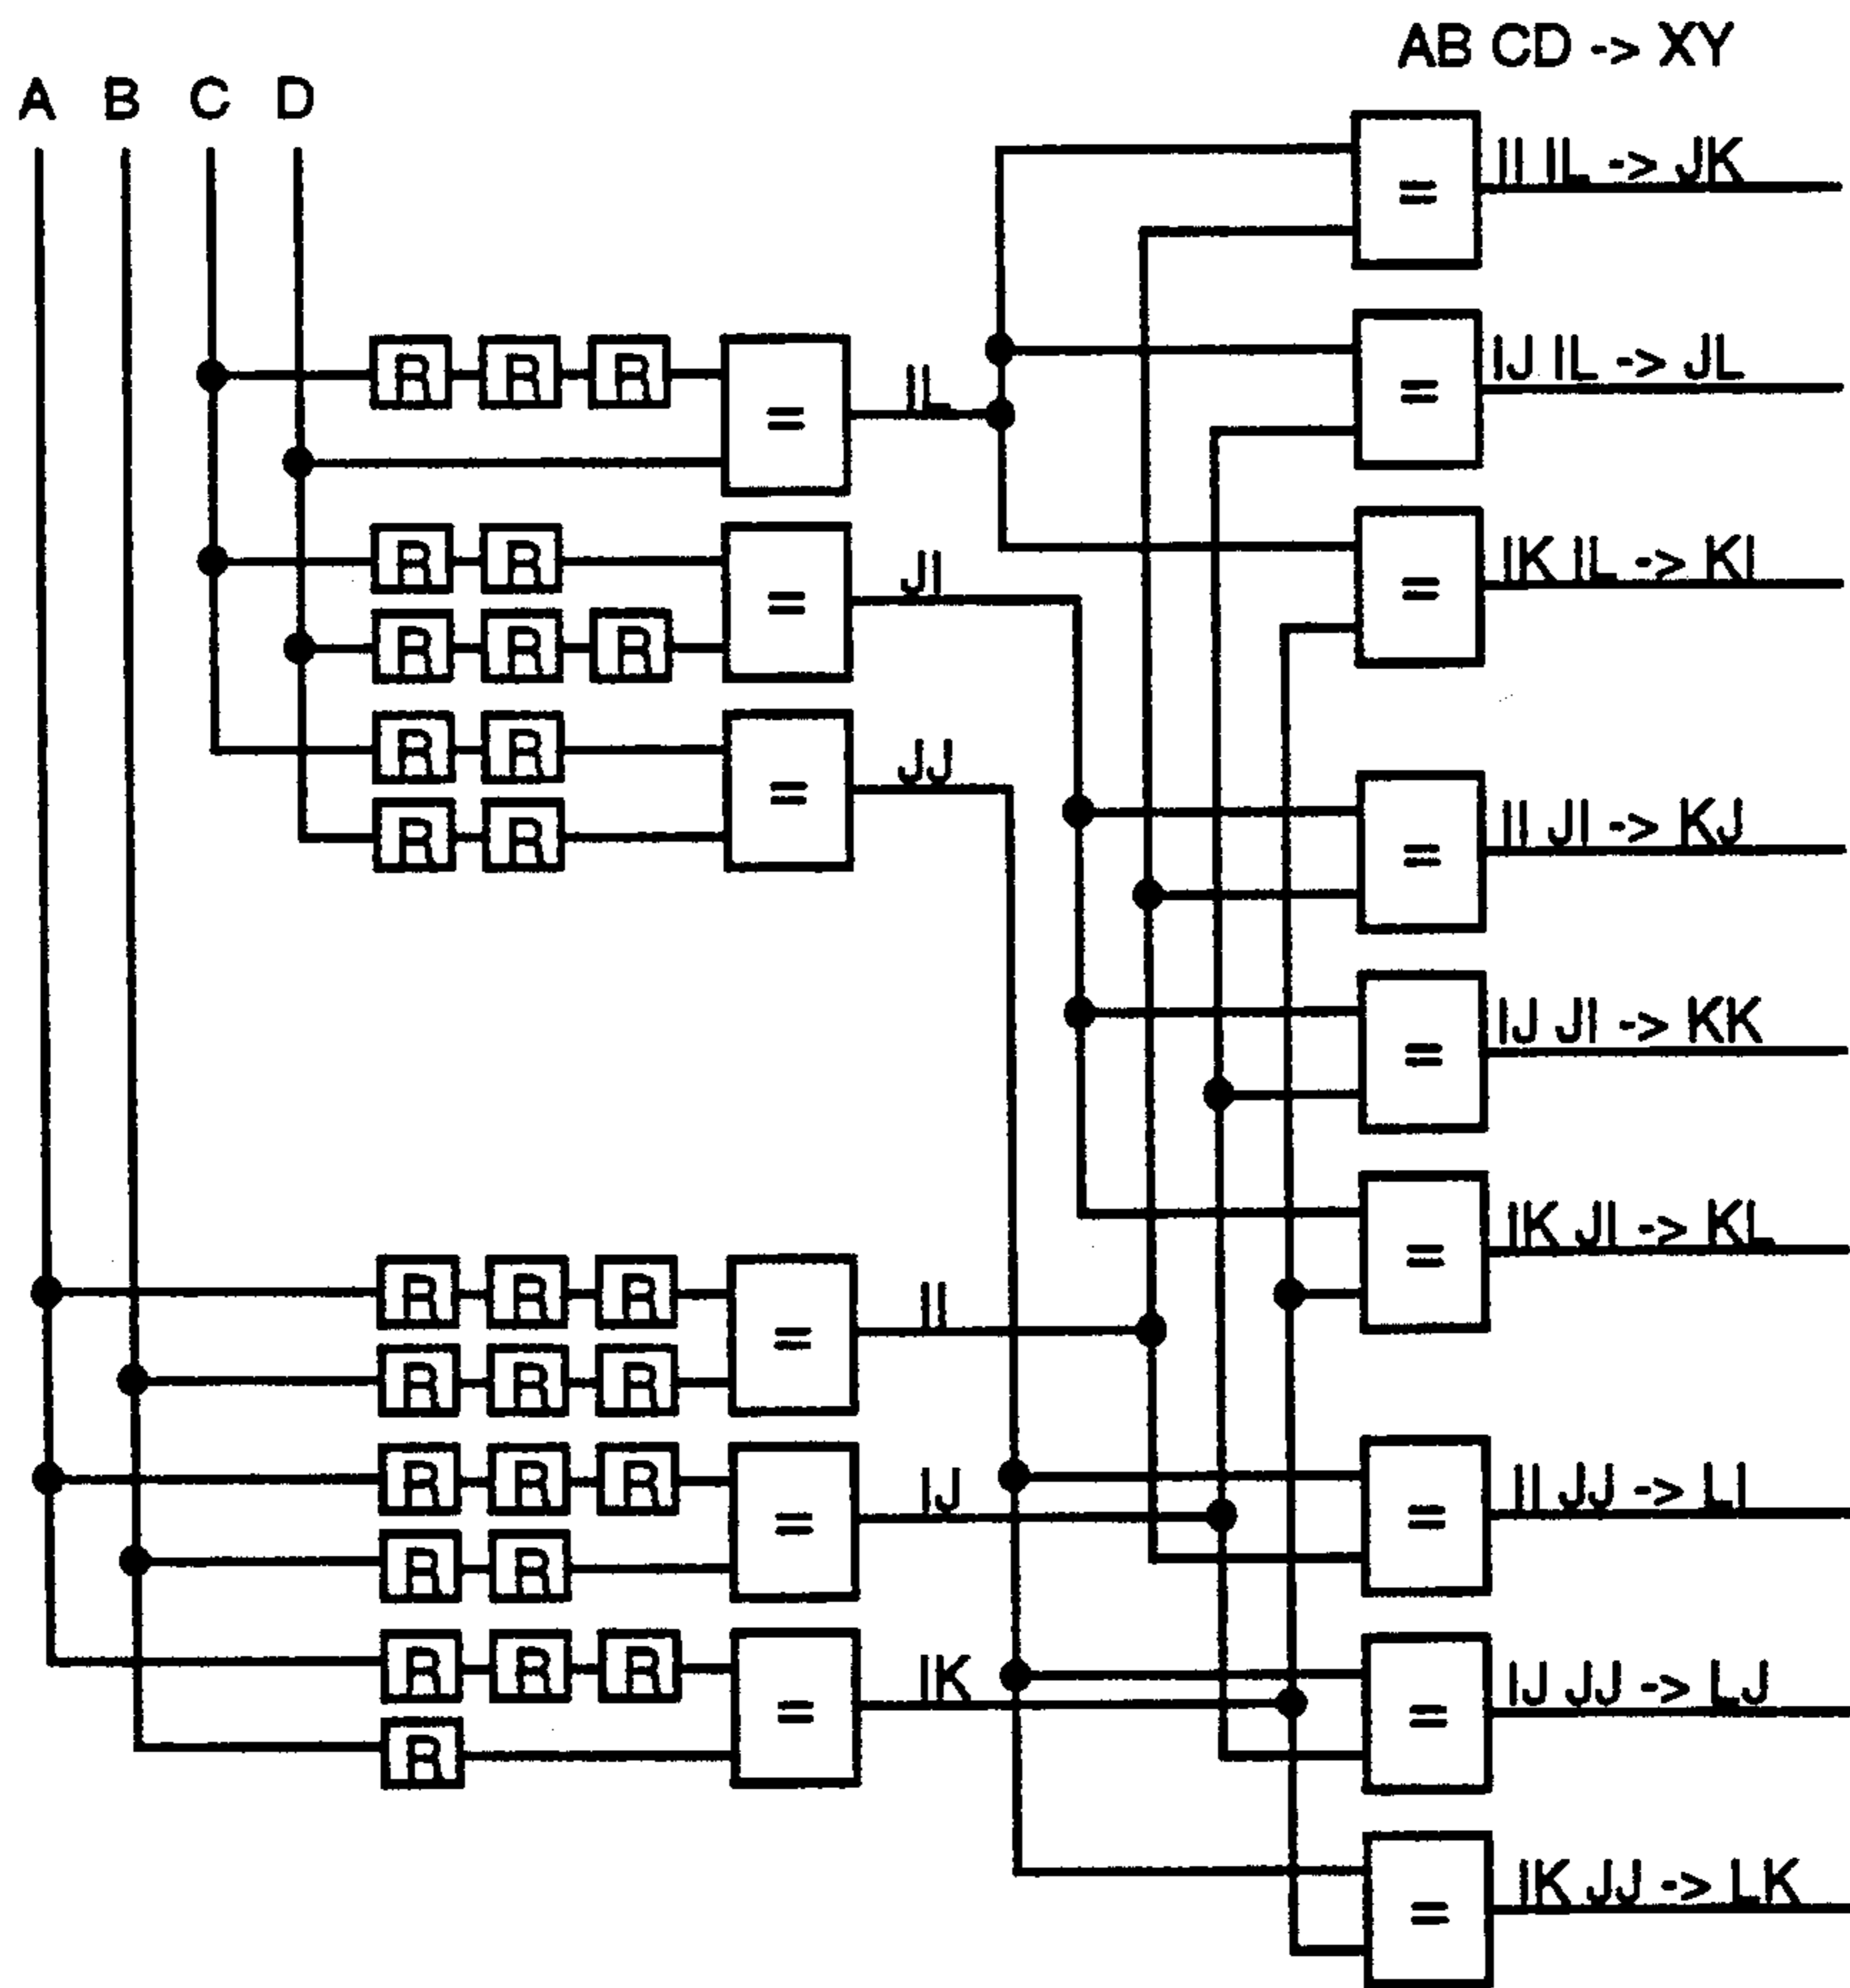 AB CD -> XY
A B C D
II IL -> JK
IJ IL -> JL
R R R = IL
=
=
IK IL -> KI
R R = JI
=
R R R
R R = JJ
R R
II JI -> KJ
=
IJ JI -> KK
=
IK JI -> KL
=
R R R = II
R R R
R R R = IJ
R R
II JJ -> LI
=
R R R = IK
R
IJ JJ -> LJ
=
IK JJ -> LK
=